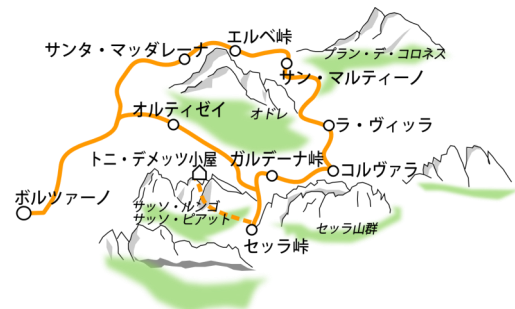 エルベ峠
サンタ・マッダレーナ
プラン・デ・コロネス
サン・マルティーノ
オルティゼイ
オドレ
ラ・ヴィッラ
トニ・デメッツ小屋
ガルデーナ峠
コルヴァラ
ボルツァーノ
サッソ・ルンゴ
サッソ・ピアット
セッラ山群
セッラ峠